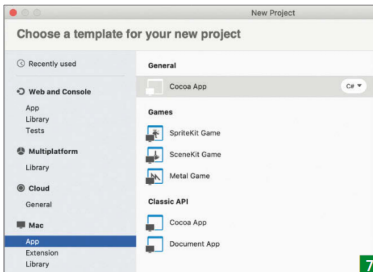 New Project
Choose a template for your new project
Recently used
Web and Console
App
Library
Tests
Multiplatform
Library
Cloud
General
Mac
App
Extension
Library
General
Cocoa App
C#
Games
SpriteKit Game
SceneKit Game
Metal Game
Classic API
Cocoa App
Document App
7